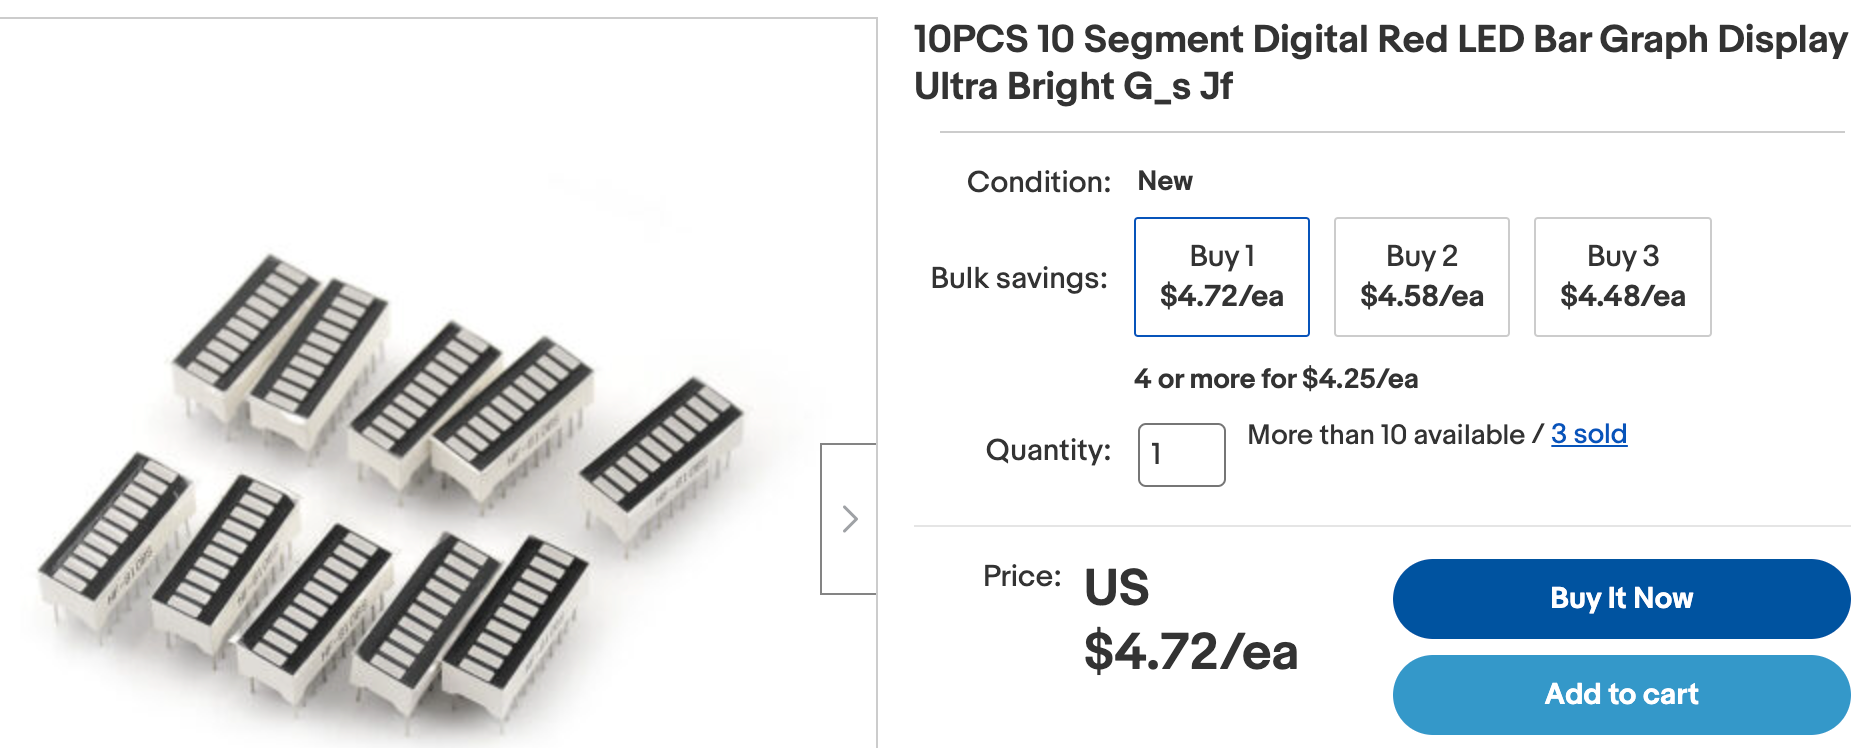 10PCS 10 Segment Digital Red LED Bar Graph Display
Ultra Bright G_s Jf
Condition: New
Bulk savings:
Buy 1
$4.72/ea
Buy 2
$4.58/ea
Buy 3
$4.48/ea
4 or more for $4.25/ea
Quantity: 1 More than 10 available / 3 sold
Price: US
$4.72/ea
Buy It Now
Add to cart